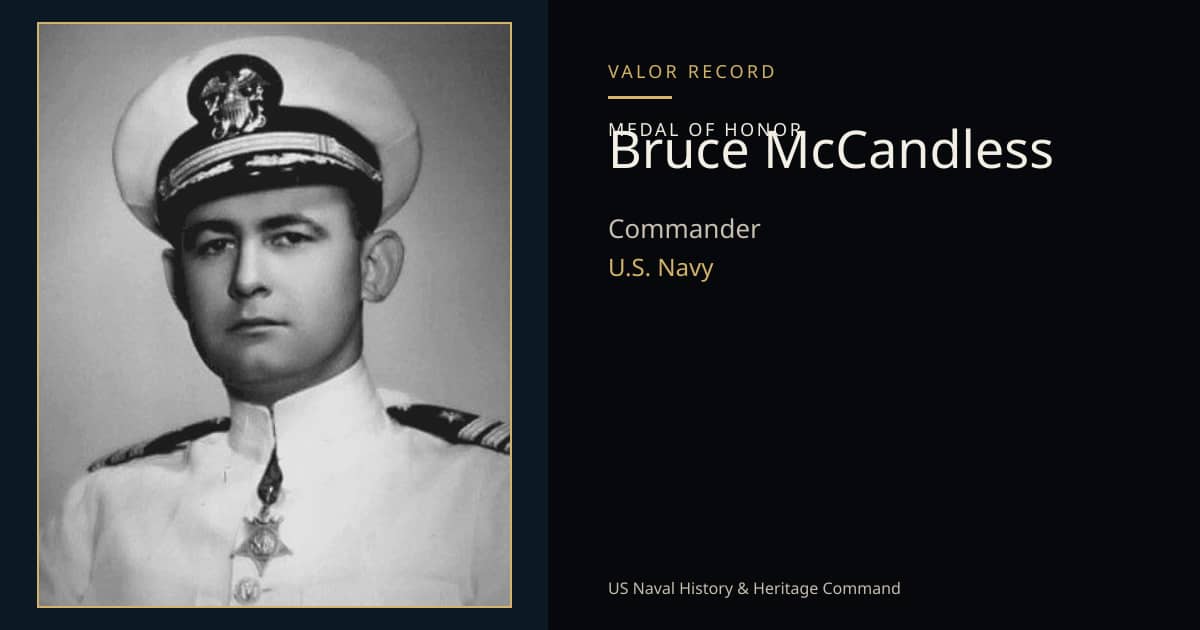 VALOR RECORD
MEDAL OF HONOR
Bruce McCandless
Commander
U.S. Navy
US Naval History & Heritage Command